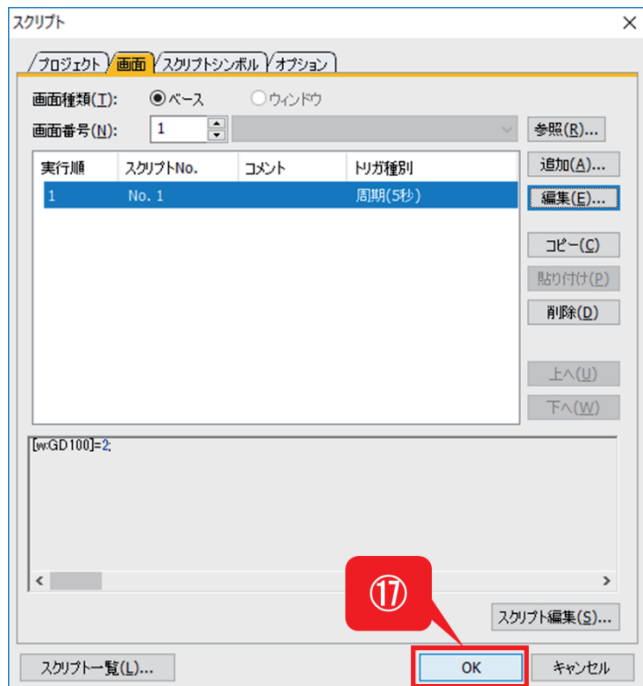 スクリプト
プロジェクト 画面 スクリプトシンボル オプション
画面種類(T): ベース ウィンドウ
画面番号(N): 1 参照(R)...
実行順 スクリプトNo. コメント トリガ種別 追加(A)...
1 No. 1 周期(5秒) 編集(E)...
コピー(C)
貼り付け(P)
削除(D)
上へ(U)
下へ(W)
[w:GD100]=2;
⑰
スクリプト編集(S)...
スクリプト一覧(L)... OK キャンセル